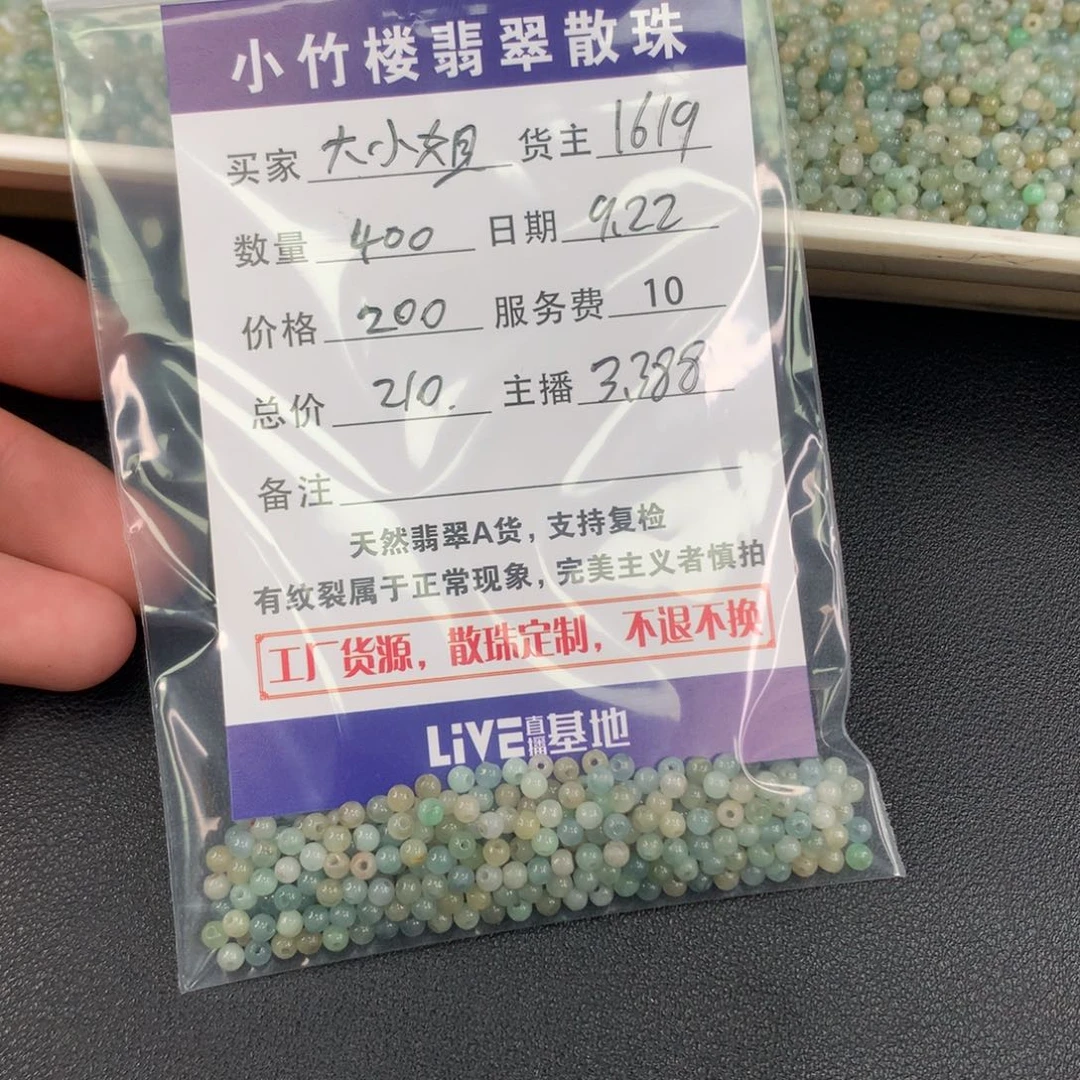 小竹楼翡翠散珠
买家 大小姐 货主 1619
数量 400 日期 9.22
价格 200 服务费 10
总价 210. 主播 3.388
备注
天然翡翠A货，支持复检
有纹裂属于正常现象，完美主义者慎拍
工厂货源，散珠定制，不退不换
LiVE直播基地